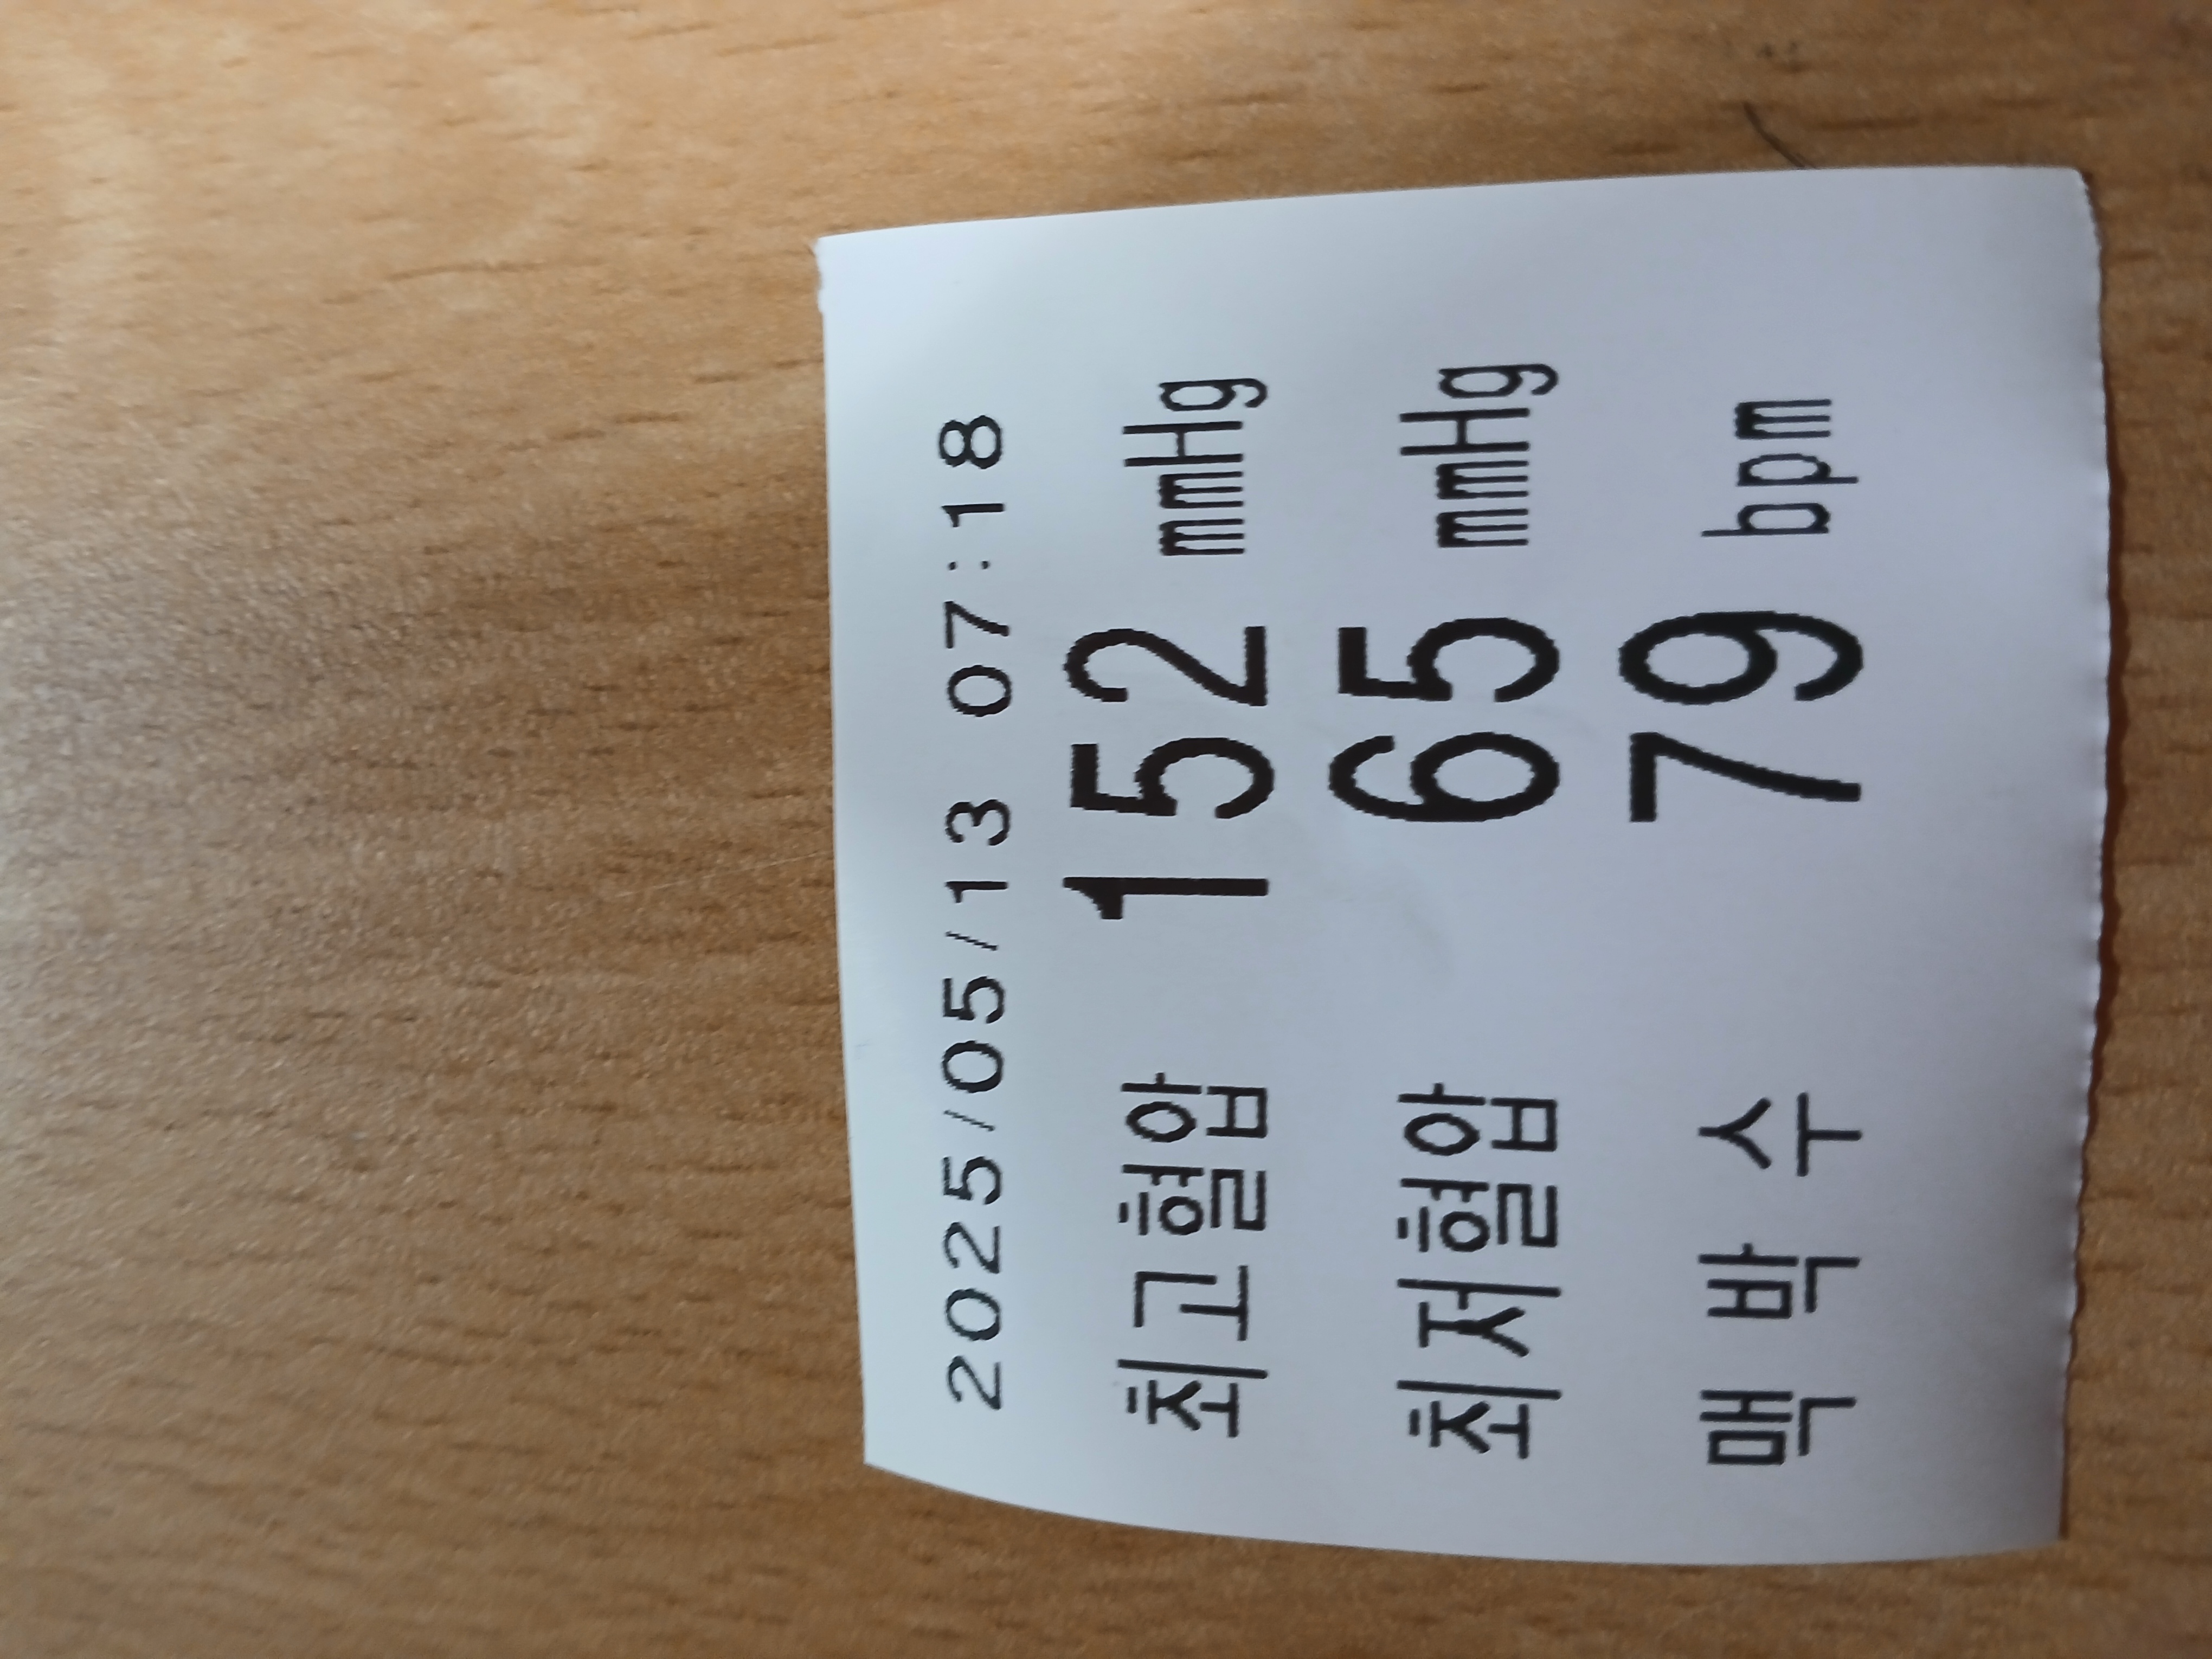 2025/05/13 07:18
최고혈압 152 mmHg
최저혈압 65 mmHg
맥 박 수 79 bpm